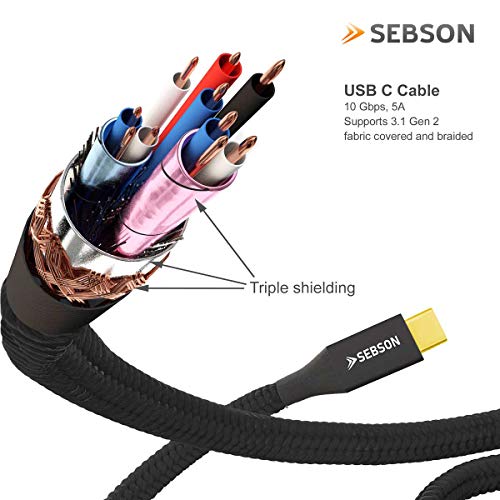 SEBSON
USB C Cable
10 Gbps, 5A
Supports 3.1 Gen 2
fabric covered and braided
Triple shielding
SEBSON